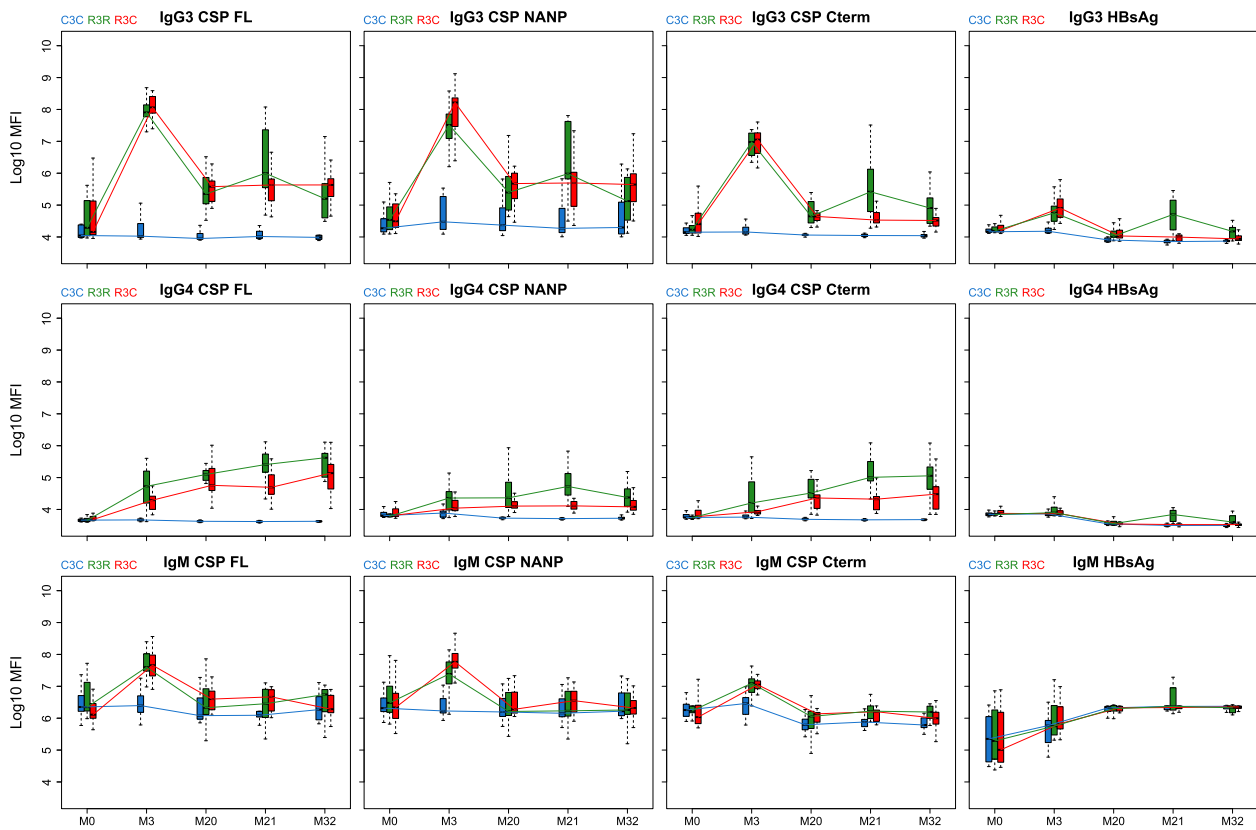 C3C R3R R3C IgG3 CSP FL
C3C R3R R3C IgG3 CSP NANP
C3C R3R R3C IgG3 CSP Cterm
C3C R3R R3C IgG3 HBsAg
Log10 MFI
10
9
8
7
6
5
4
C3C R3R R3C IgG4 CSP FL
C3C R3R R3C IgG4 CSP NANP
C3C R3R R3C IgG4 CSP Cterm
C3C R3R R3C IgG4 HBsAg
Log10 MFI
10
9
8
7
6
5
4
C3C R3R R3C IgM CSP FL
C3C R3R R3C IgM CSP NANP
C3C R3R R3C IgM CSP Cterm
C3C R3R R3C IgM HBsAg
Log10 MFI
10
9
8
7
6
5
4
M0 M3 M20 M21 M32
M0 M3 M20 M21 M32
M0 M3 M20 M21 M32
M0 M3 M20 M21 M32